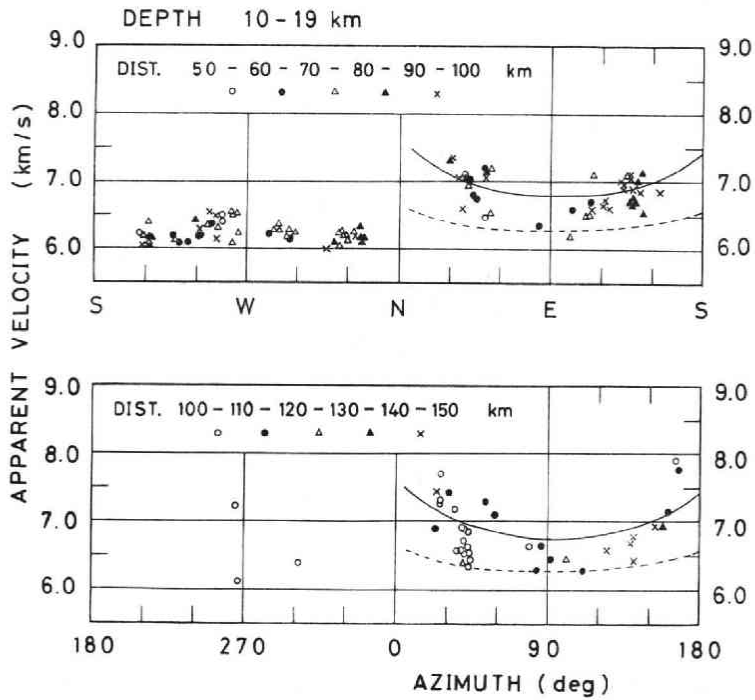 DEPTH 10-19 km
9.0 9.0
DIST. 50-60-70-80-90-100 km
8.0 8.0
7.0 7.0
6.0 6.0
S W N E S
APPARENT VELOCITY (km/s)
9.0 9.0
DIST. 100-110-120-130-140-150 km
8.0 8.0
7.0 7.0
6.0 6.0
180 270 0 90 180
AZIMUTH (deg)